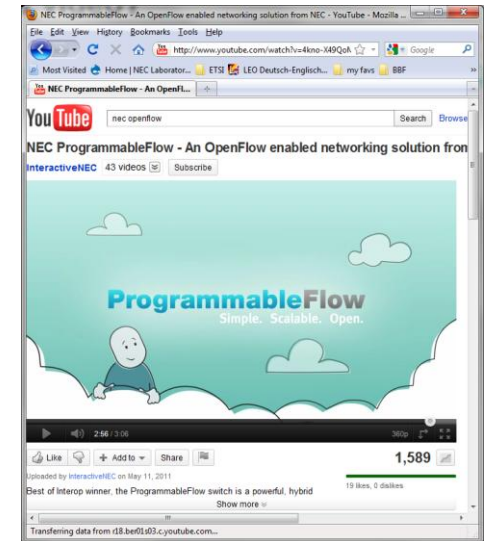 NEC ProgrammableFlow - An OpenFlow enabled networking solution from NEC - YouTube - Mozilla ...
File Edit View History Bookmarks Tools Help
http://www.youtube.com/watch?v=4kno-X49QoA Google
Most Visited Home | NEC Laborator... ETSI LEO Deutsch-Englisch... my favs BBF »
NEC ProgrammableFlow - An OpenFl... +
YouTube nec openflow Search Browse
NEC ProgrammableFlow - An OpenFlow enabled networking solution from
InteractiveNEC 43 videos Subscribe
ProgrammableFlow
Simple. Scalable. Open.
2:56 / 3:06 360p
Like + Add to Share 1,589
Uploaded by InteractiveNEC on May 11, 2011
19 likes, 0 dislikes
Best of Interop winner, the ProgrammableFlow switch is a powerful, hybrid
Show more
Transferring data from r18.ber01s03.c.youtube.com...